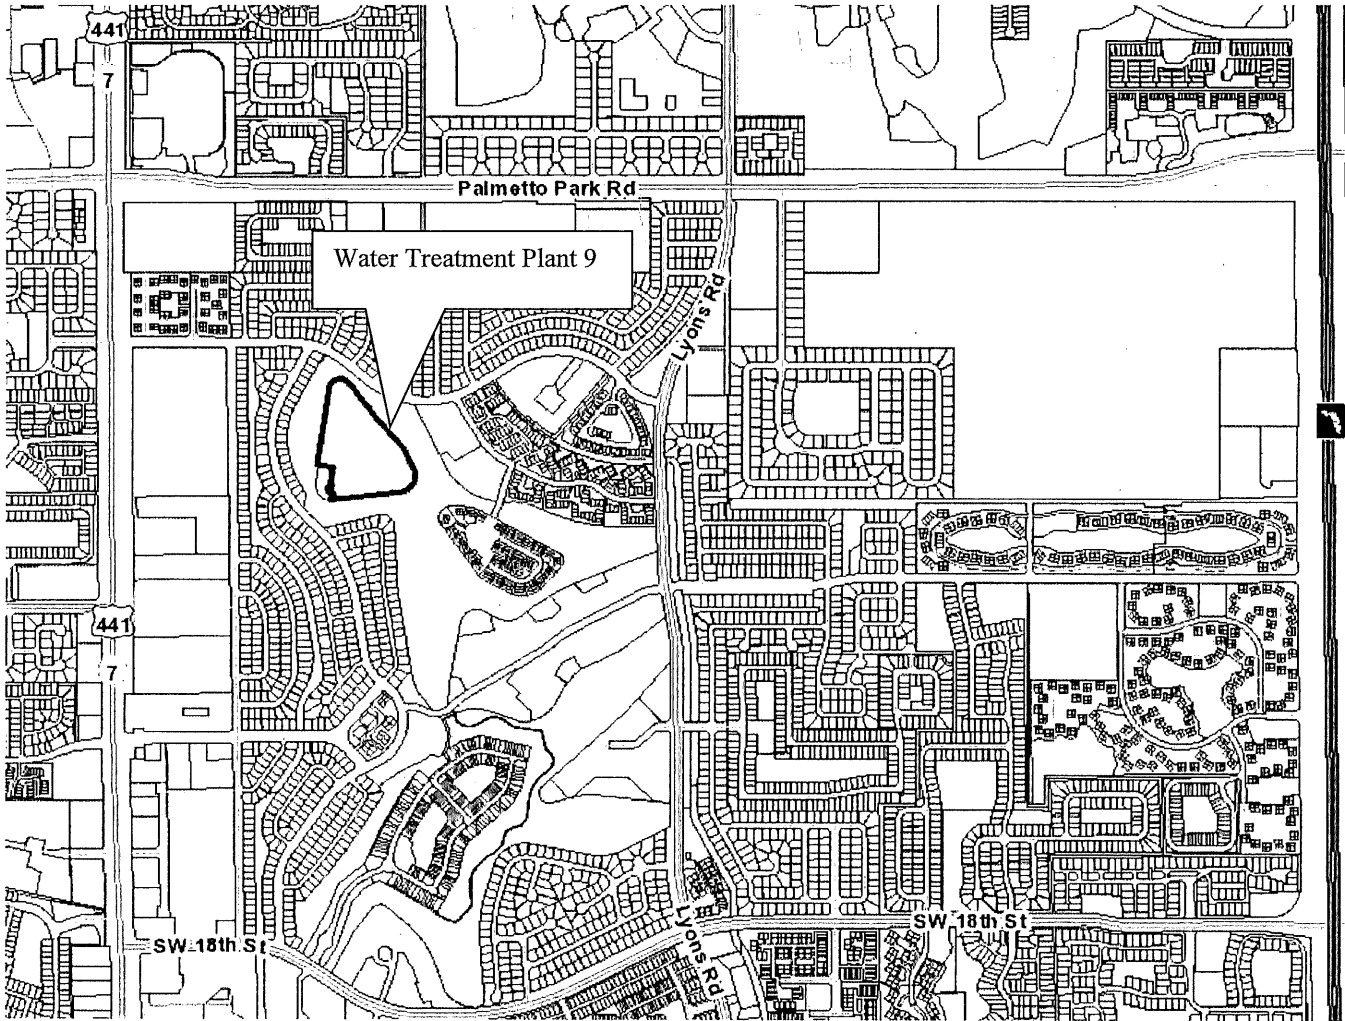 441
7
Palmetto Park Rd
Water Treatment Plant 9
Lyons Rd
441
7
SW 18th St
SW 18th St
Lyons Rd